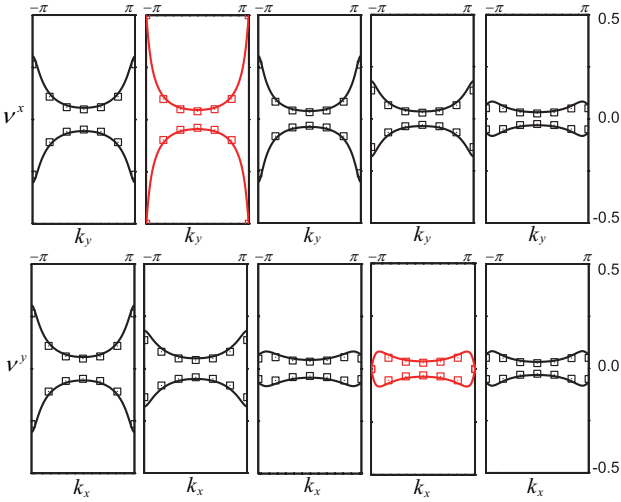 −π π −π π −π π −π π −π π 0.5
ν^x 0.0
-0.5
k_y k_y k_y k_y k_y
−π π −π π −π π −π π −π π 0.5
ν^y 0.0
-0.5
k_x k_x k_x k_x k_x